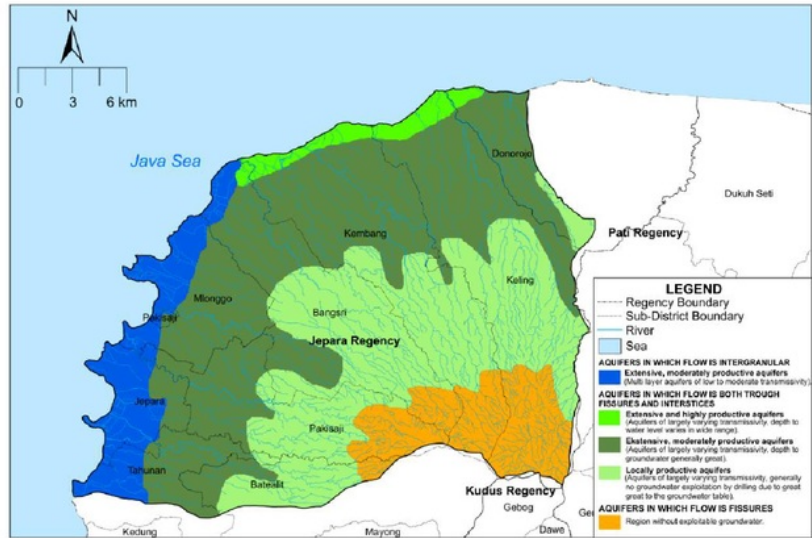 N
0 3 6 km
Java Sea
Donorojo
Dukuh Seti
Kembang
Pati Regency
Keling
Mlonggo
Bangsri
Pakisaji
Jepara Regency
Jepara
Pakisaji
Tahunan
Batealit
Kudus Regency
Gebog
Kedung
Mayong
Dawe
LEGEND
Regency Boundary
Sub-District Boundary
River
Sea
AQUIFERS IN WHICH FLOW IS INTERGRANULAR
Extensive, moderately productive aquifers
(Multi layer aquifers of low to moderate transmissivity).
AQUIFERS IN WHICH FLOW IS BOTH TROUGH
FISSURES AND INTERSTICES
Extensive and highly productive aquifers
(Aquifers of largely varying transmissivity, depth to
water level varies in wide range).
Ekstensive, moderately productive aquifers
(Aquifers of largely varying transmissivity, depth to
groundwater generally great).
Locally productive aquifers
(Aquifers of largely varying transmissivity, generally
no groundwater exploitation by drilling due to great
great to the groundwater table).
AQUIFERS IN WHICH FLOW IS FISSURES
Region without exploitable groundwater.